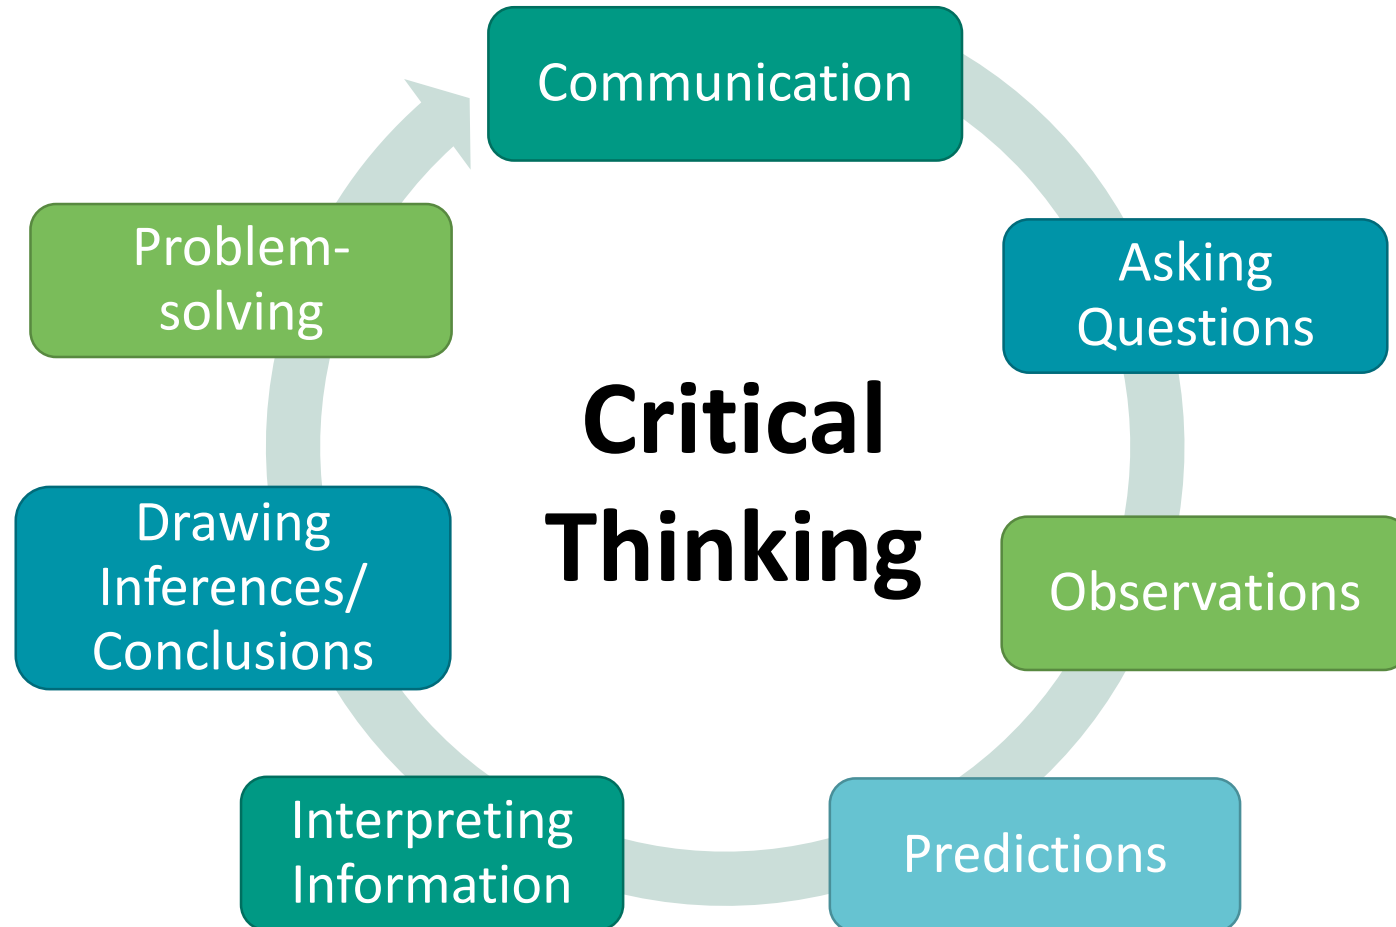 Communication
Asking
Questions
Observations
Predictions
Interpreting
Information
Drawing
Inferences/
Conclusions
Problem-
solving
Critical
Thinking